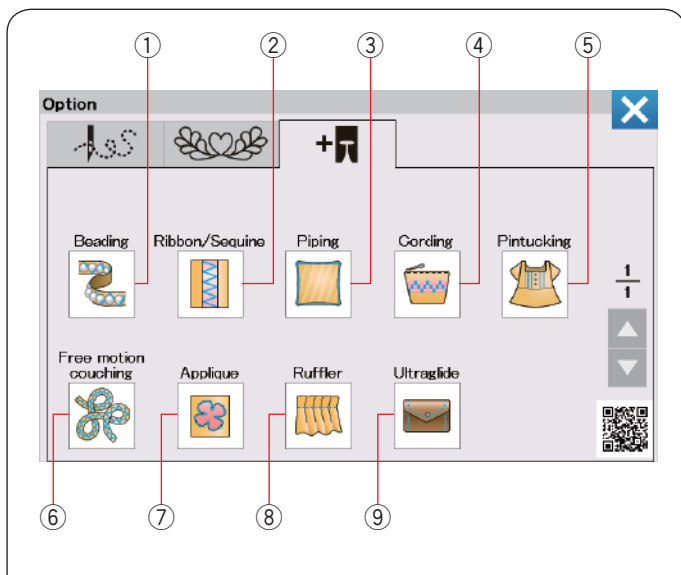 ① ② ③ ④ ⑤
Option
Beading Ribbon/Sequine Piping Cording Pintucking
1
1
Free motion
couching Applique Ruffler Ultraglide
⑥ ⑦ ⑧ ⑨